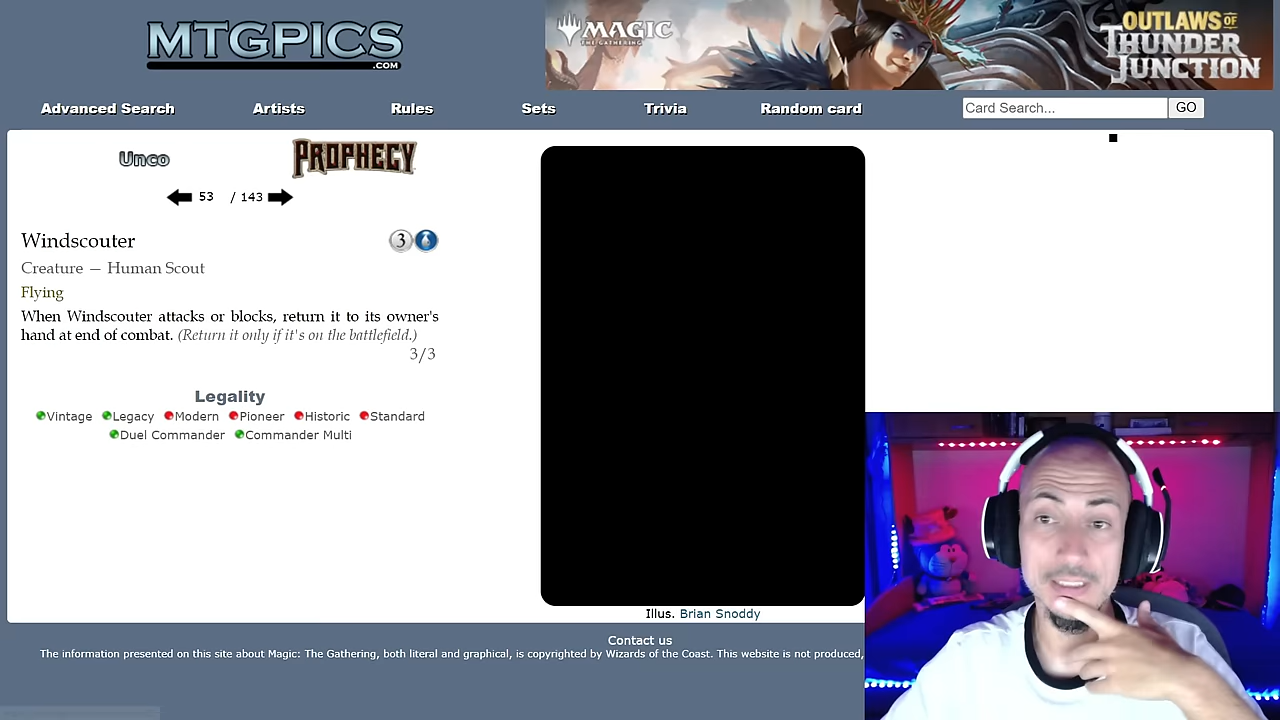 MTGPICS
.COM
MAGIC
THE GATHERING
OUTLAWS OF
THUNDER
JUNCTION
Advanced Search Artists Rules Sets Trivia Random card Card Search... GO
Unco PROPHECY
53 / 143
Windscouter 3
Creature — Human Scout
Flying
When Windscouter attacks or blocks, return it to its owner's
hand at end of combat. (Return it only if it's on the battlefield.)
3/3
Legality
Vintage Legacy Modern Pioneer Historic Standard
Duel Commander Commander Multi
Illus. Brian Snoddy
Contact us
The information presented on this site about Magic: The Gathering, both literal and graphical, is copyrighted by Wizards of the Coast. This website is not produced,